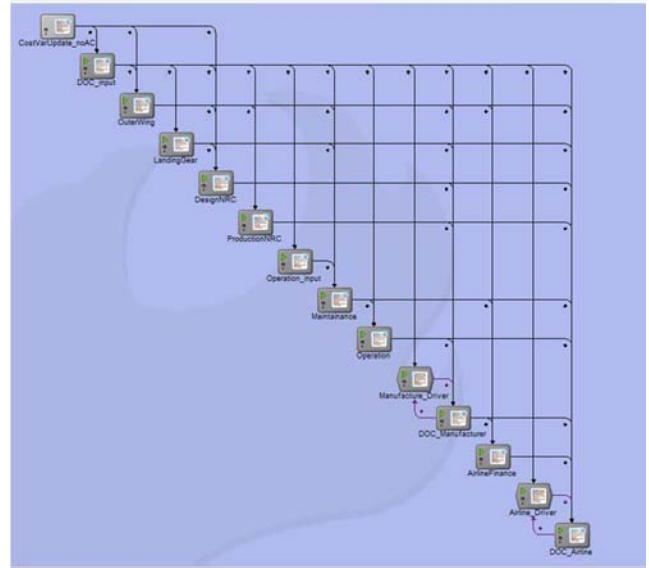 CostVarUpdate_noAC
DOC_input
OuterWing
LandingGear
DesignNRC
ProductionNRC
Operation_input
Maintainance
Operation
Manufacture_Driver
DOC_Manufacturer
AirlineFinance
Airline_Driver
DOC_Airline